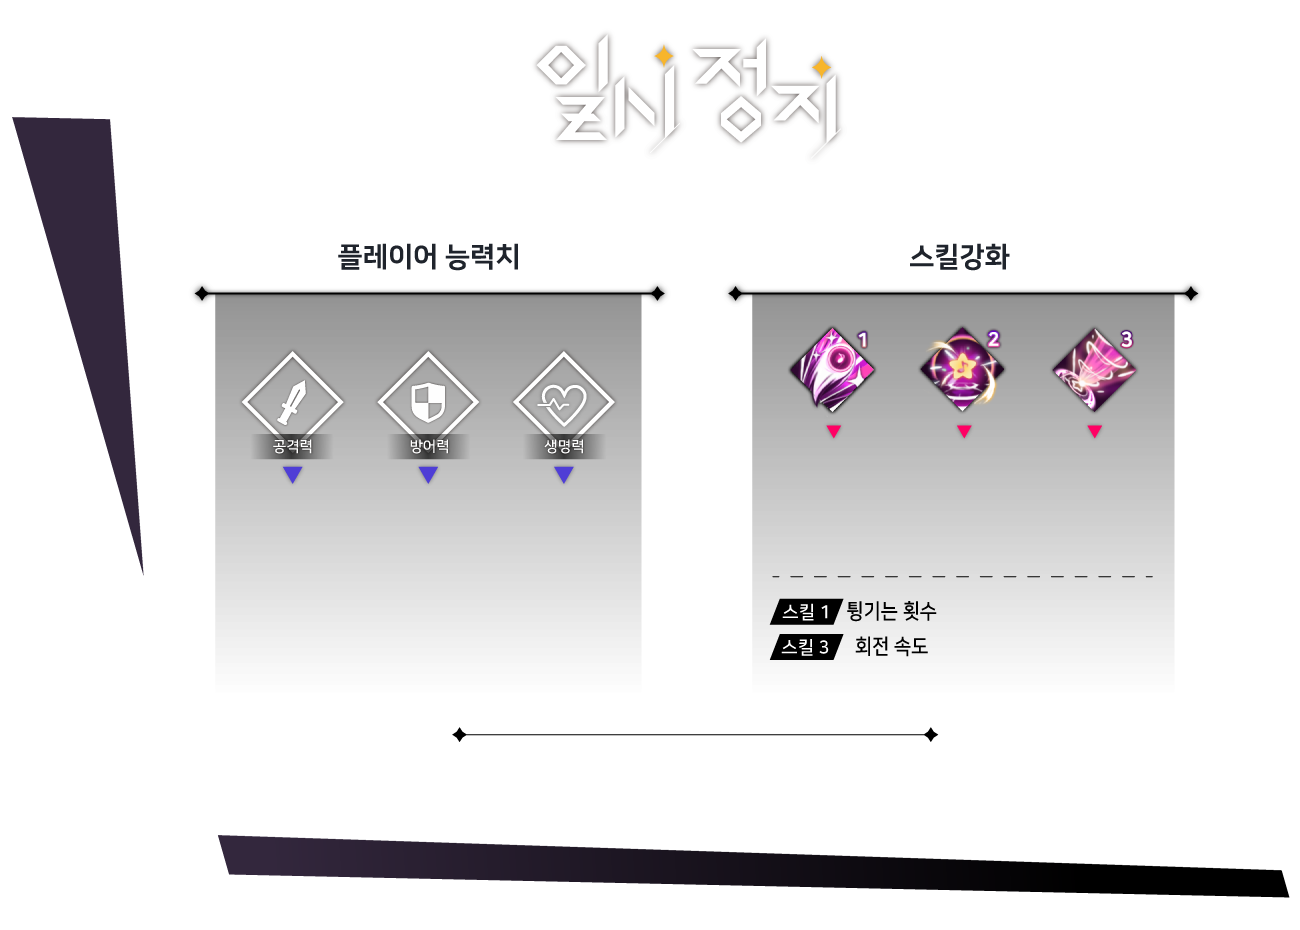 일시정지
플레이어 능력치
스킬강화
1
2
3
공격력
방어력
생명력
스킬 1 튕기는 횟수
스킬 3 회전 속도